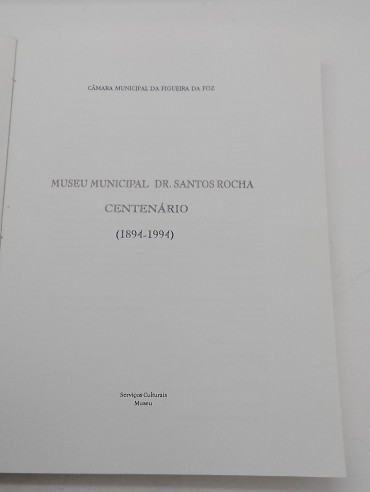 CÂMARA MUNICIPAL DA FIGUEIRA DA FOZ
MUSEU MUNICIPAL DR. SANTOS ROCHA
CENTENÁRIO
(1894-1994)
Serviços Culturais
Museu